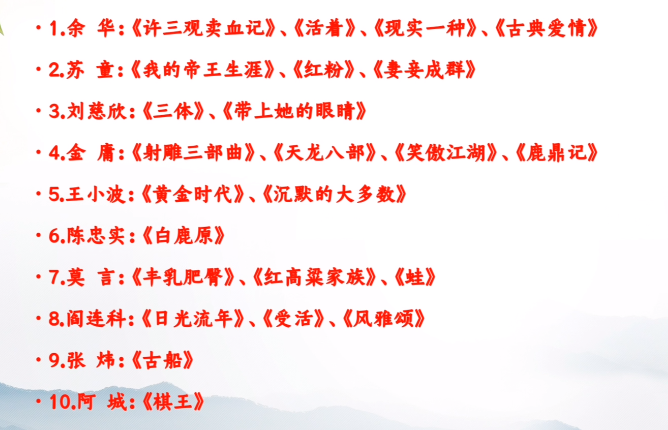 ·1.余 华:《许三观卖血记》、《活着》、《现实一种》、《古典爱情》
·2.苏 童:《我的帝王生涯》、《红粉》、《妻妾成群》
·3.刘慈欣:《三体》、《带上她的眼睛》
·4.金 庸:《射雕三部曲》、《天龙八部》、《笑傲江湖》、《鹿鼎记》
·5.王小波:《黄金时代》、《沉默的大多数》
·6.陈忠实:《白鹿原》
·7.莫 言:《丰乳肥臀》、《红高粱家族》、《蛙》
·8.阎连科:《日光流年》、《受活》、《风雅颂》
·9.张 炜:《古船》
·10.阿 城:《棋王》